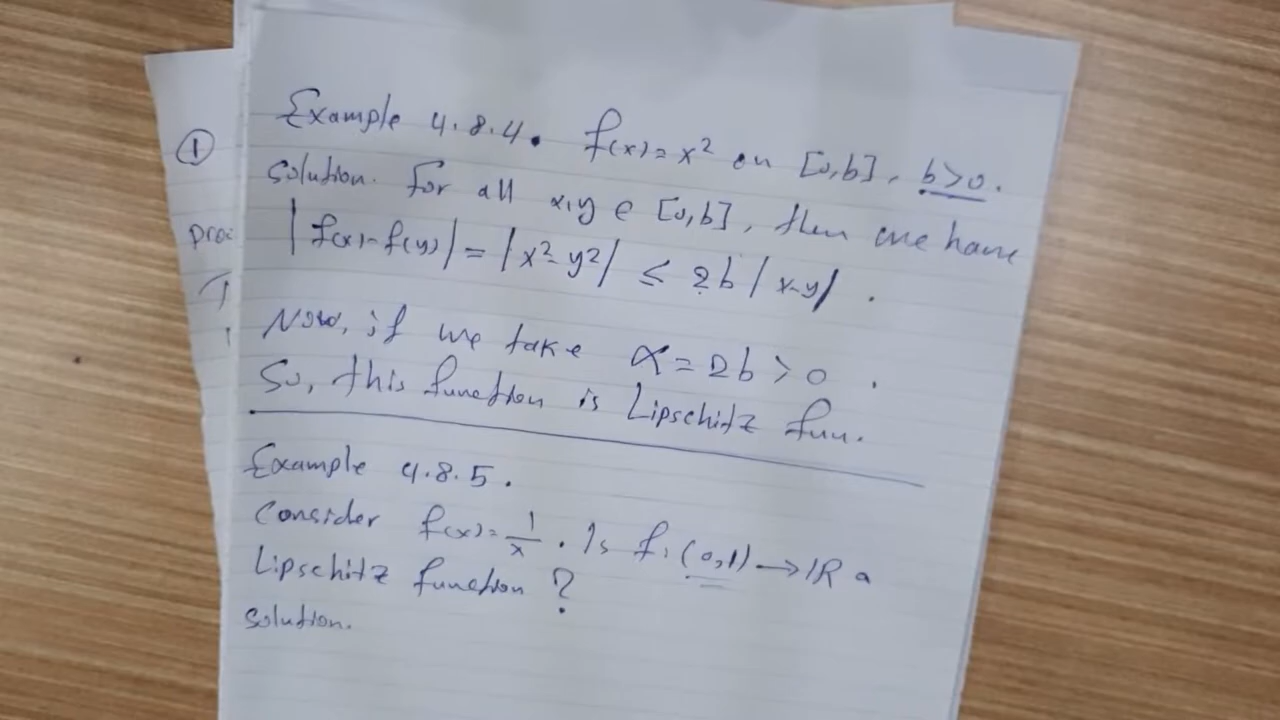 Example 4.8.4. f(x)=x² on [0,b], b>0.
solution. for all x,y ∈ [0,b], then we have
|f(x)-f(y)| = |x²-y²| ≤ 2b |x-y|.
Now, if we take α=2b>0.
So, this function is Lipschitz fun.
Example 4.8.5.
Consider f(x)=1/x. Is f:(0,1)→IR a
Lipschitz function?
solution.
①